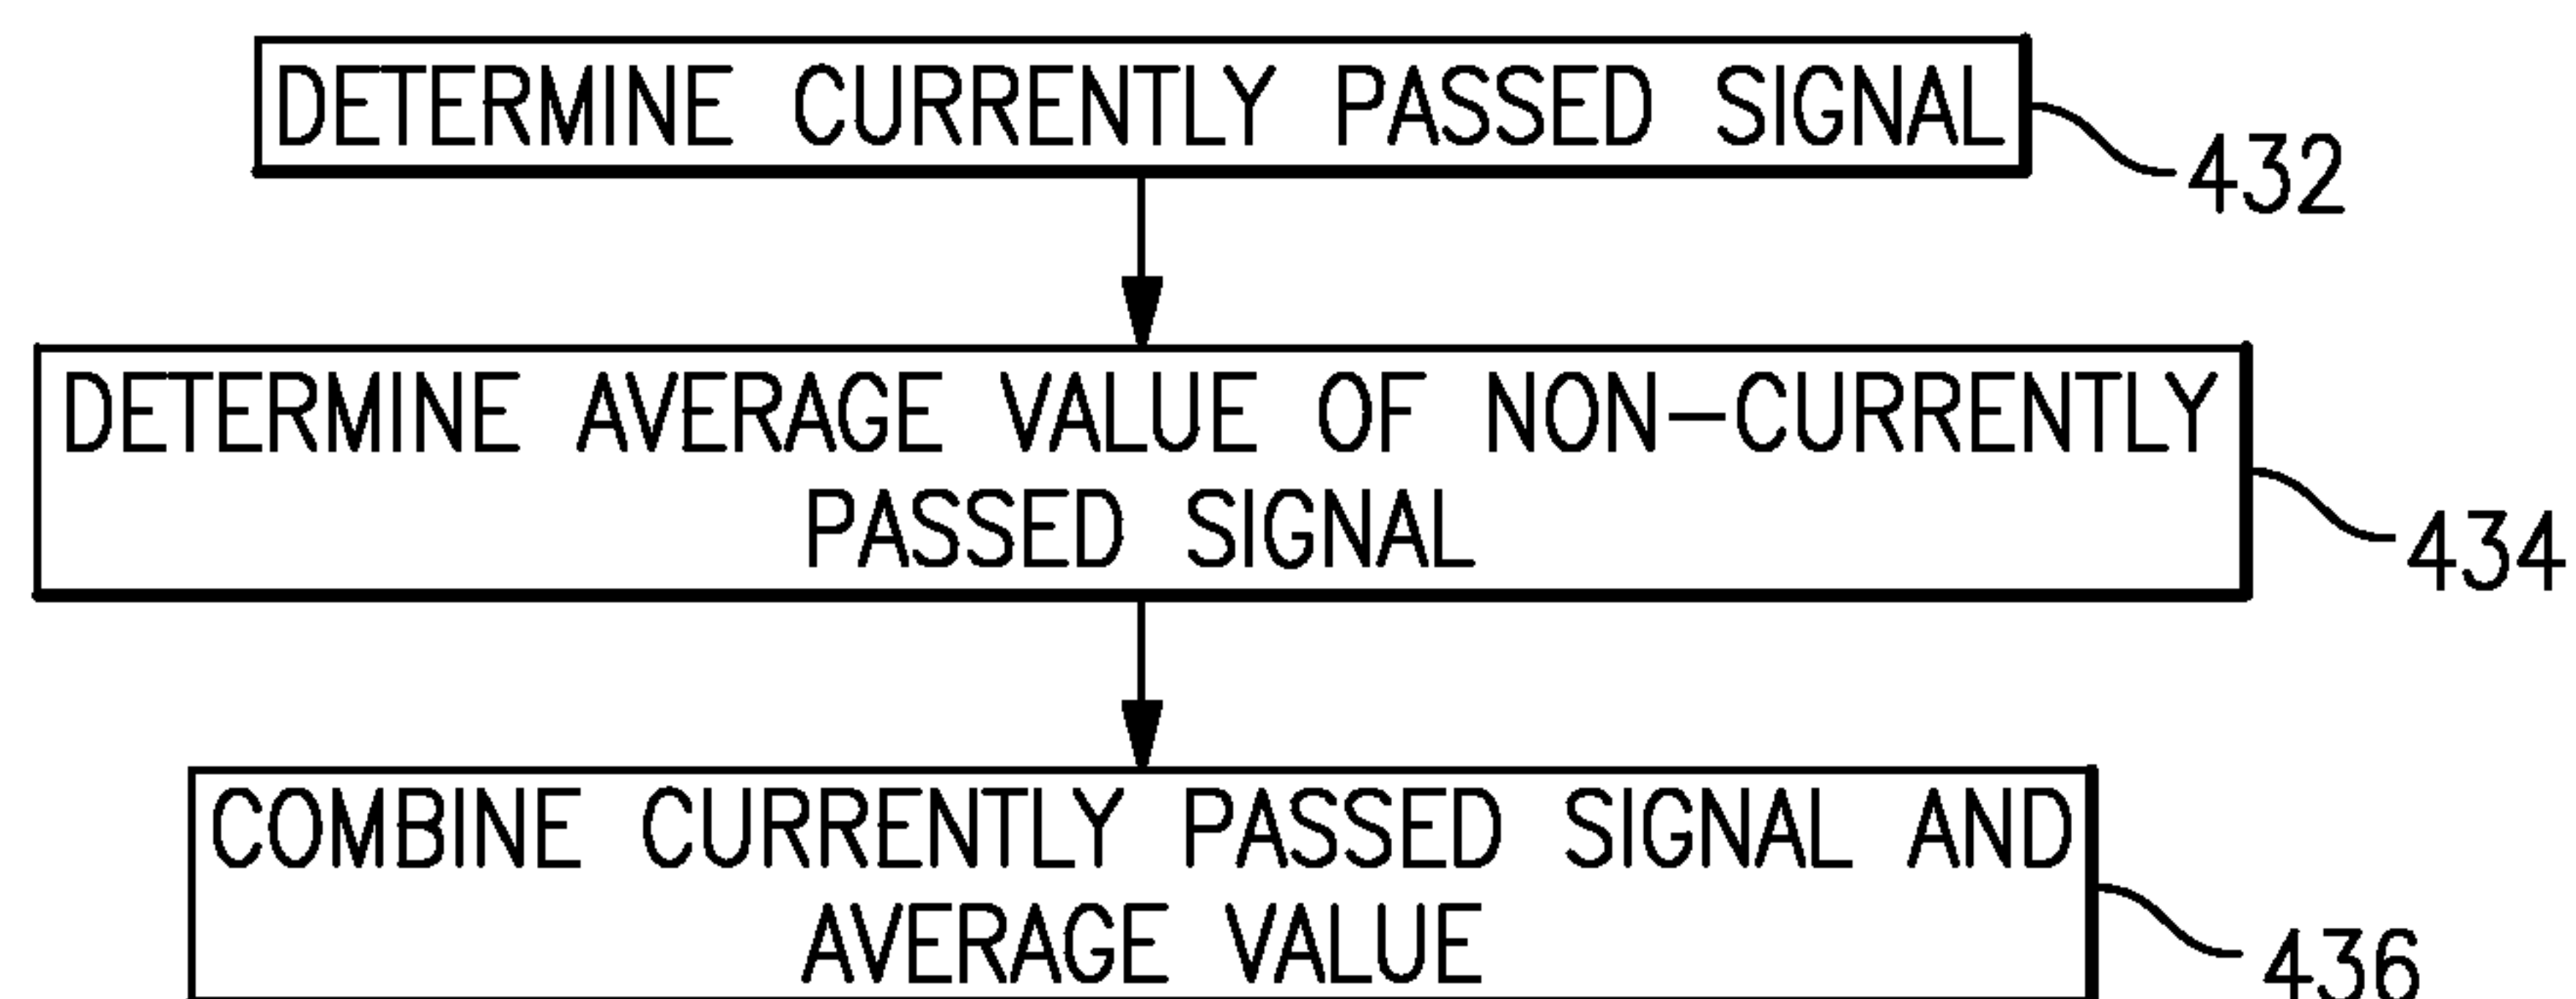 DETERMINE CURRENTLY PASSED SIGNAL
432
DETERMINE AVERAGE VALUE OF NON-CURRENTLY
PASSED SIGNAL
434
COMBINE CURRENTLY PASSED SIGNAL AND
AVERAGE VALUE
436